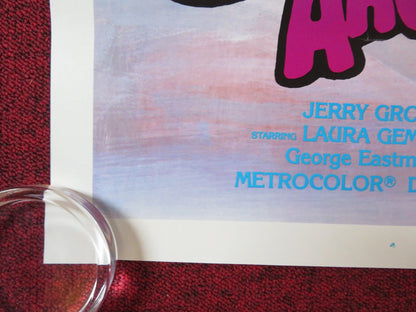 JERRY GRO
STARRING LAURA GEM
George Eastm
METROCOLOR® D